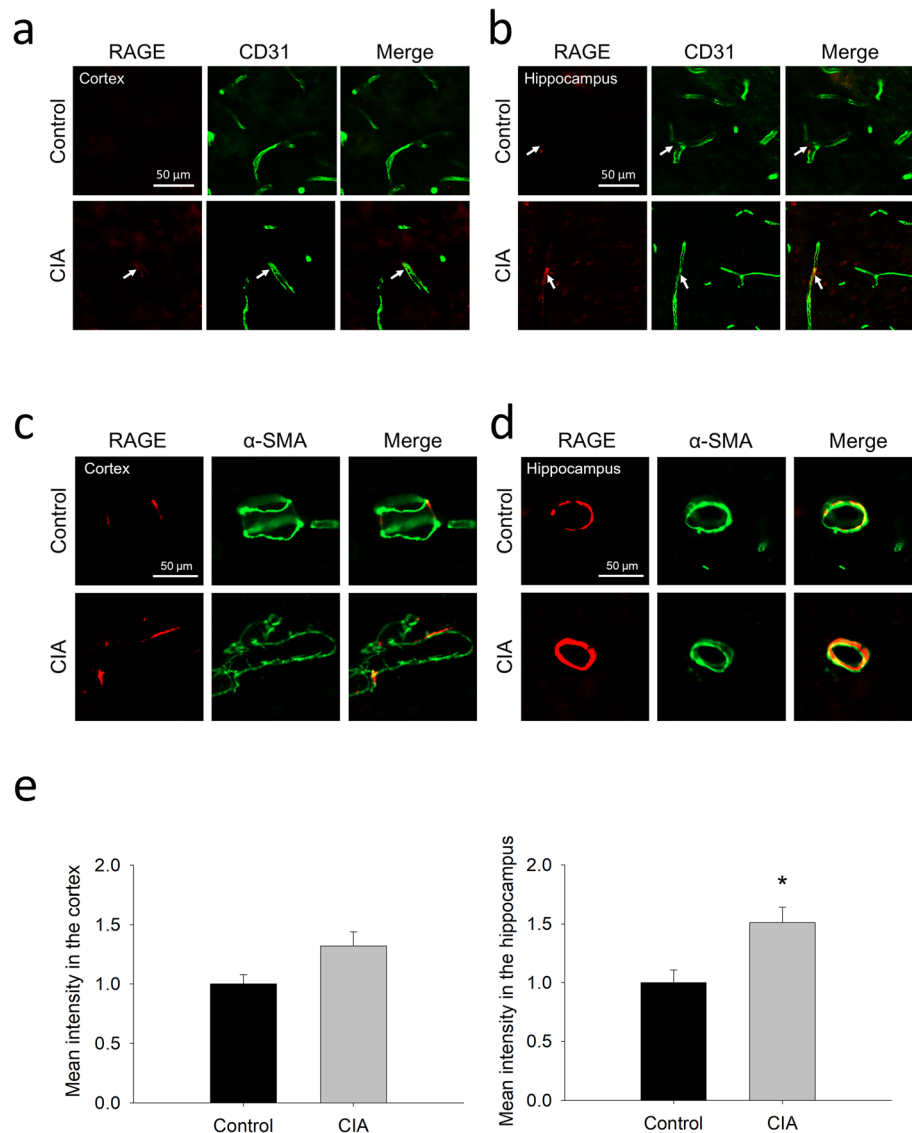 a
RAGE CD31 Merge
Control
Cortex
50 µm
CIA
b
RAGE CD31 Merge
Control
Hippocampus
50 µm
CIA
c
RAGE α-SMA Merge
Control
Cortex
50 µm
CIA
d
RAGE α-SMA Merge
Control
Hippocampus
50 µm
CIA
e
Mean intensity in the cortex
2.0
1.5
1.0
0.5
0.0
Control CIA
Mean intensity in the hippocampus
2.0
*
1.5
1.0
0.5
0.0
Control CIA